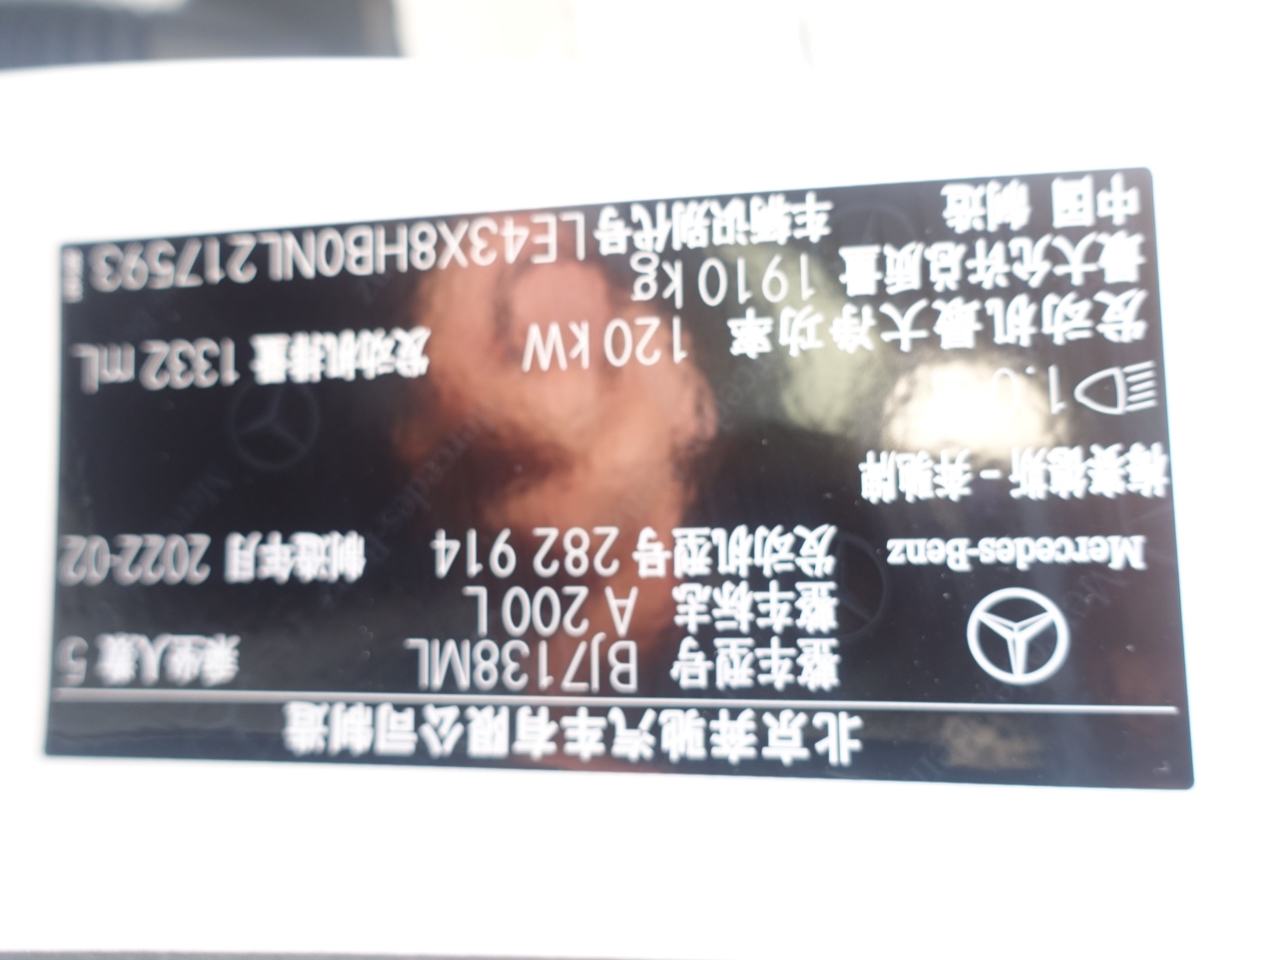 北京奔驰汽车有限公司制造
Mercedes-Benz
梅赛德斯-奔驰牌
整车型号 BJ7138ML 乘坐人数 5
整车标志 A 200 L
发动机型号 282 914 制造年月 2022-02
1.0
发动机最大净功率 120 kW 发动机排量 1332 mL
最大允许总质量 1910 kg
中国 制造 车辆识别代号 LE43X8HB0NL217593